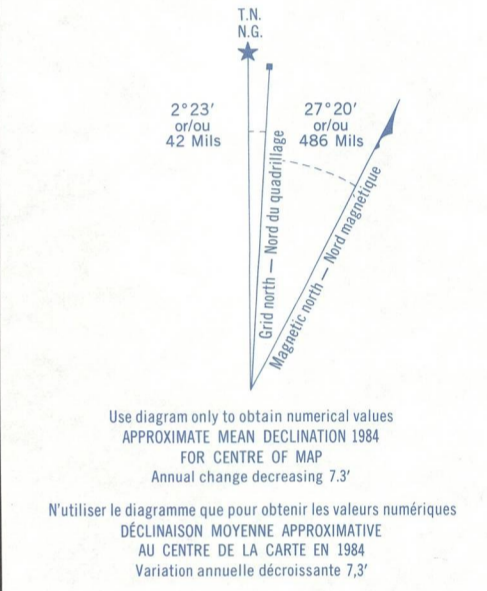 T.N.
N.G.
2°23′
or/ou
42 Mils
27°20′
or/ou
486 Mils
Grid north — Nord du quadrillage
Magnetic north — Nord magnetique
Use diagram only to obtain numerical values
APPROXIMATE MEAN DECLINATION 1984
FOR CENTRE OF MAP
Annual change decreasing 7.3′
N'utiliser le diagramme que pour obtenir les valeurs numériques
DÉCLINAISON MOYENNE APPROXIMATIVE
AU CENTRE DE LA CARTE EN 1984
Variation annuelle décroissante 7,3′